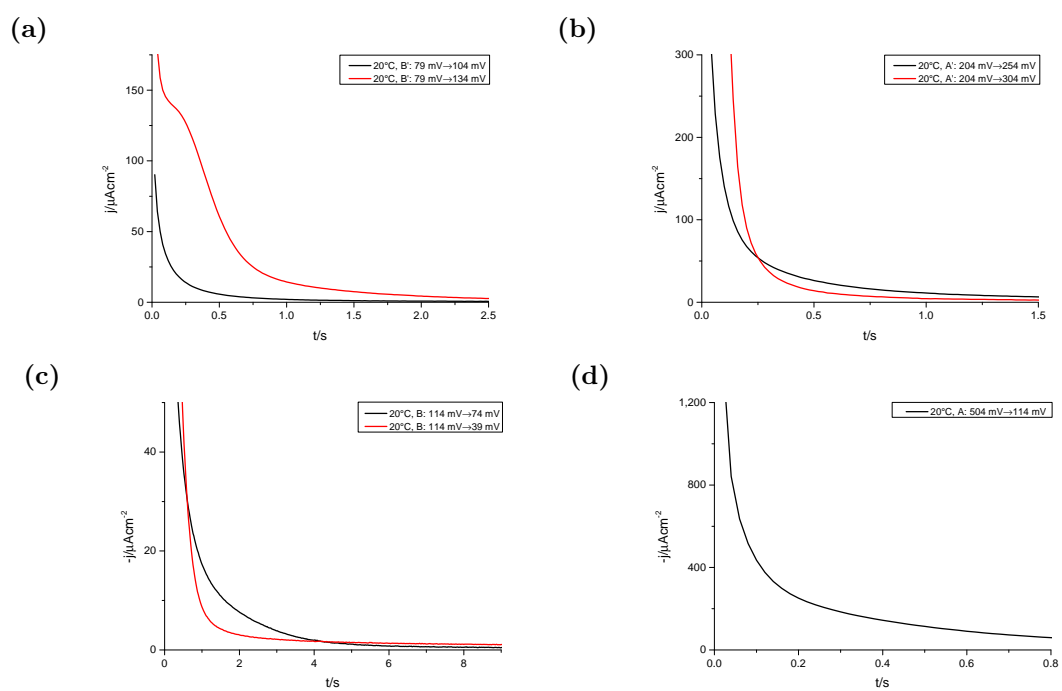 (a)
20°C, B': 79 mV→104 mV
20°C, B': 79 mV→134 mV
j/µAcm-2
150
100
50
0
0.0 0.5 1.0 1.5 2.0 2.5
t/s
(b)
20°C, A': 204 mV→254 mV
20°C, A': 204 mV→304 mV
j/µAcm-2
300
200
100
0
0.0 0.5 1.0 1.5
t/s
(c)
20°C, B: 114 mV→74 mV
20°C, B: 114 mV→39 mV
-j/µAcm-2
40
20
0
0 2 4 6 8
t/s
(d)
20°C, A: 504 mV→114 mV
-j/µAcm-2
1,200
800
400
0
0.0 0.2 0.4 0.6 0.8
t/s